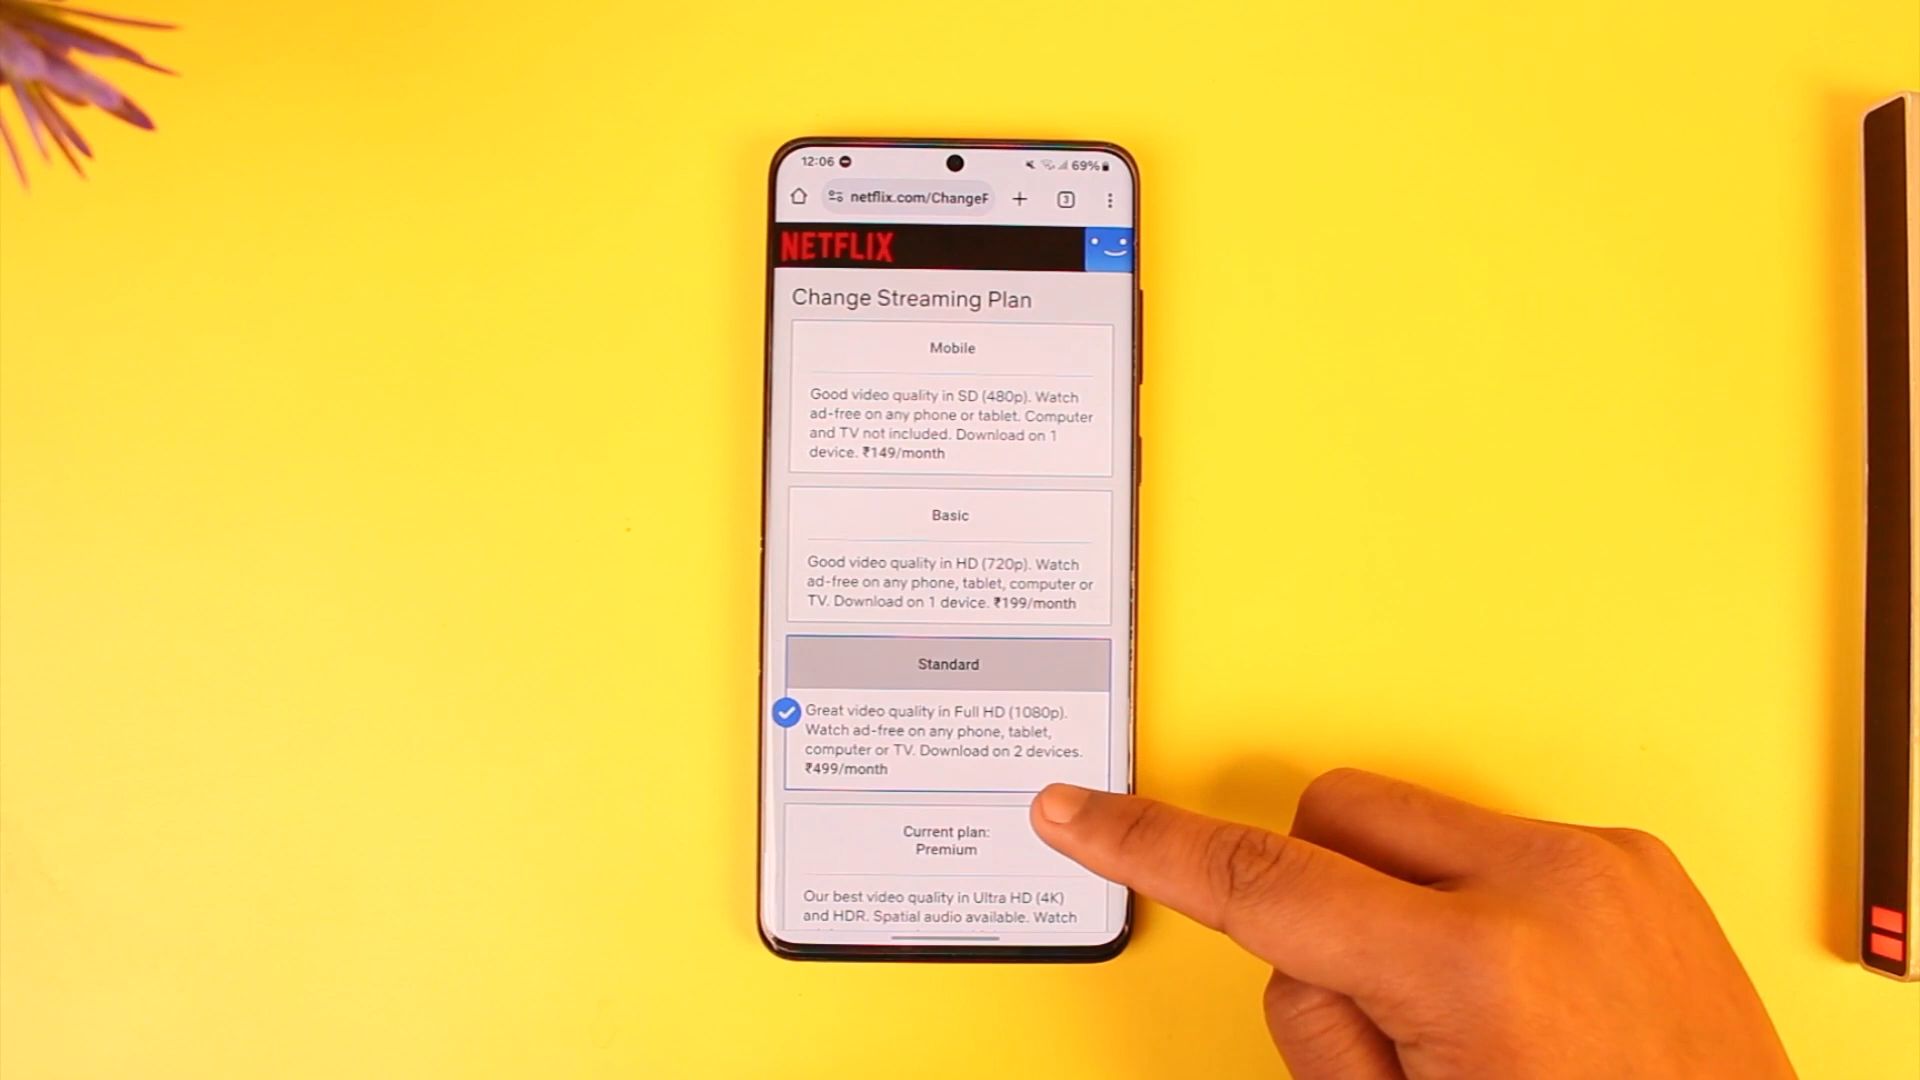 12:06
69%
netflix.com/ChangeP
3
NETFLIX
Change Streaming Plan
Mobile
Good video quality in SD (480p). Watch
ad-free on any phone or tablet. Computer
and TV not included. Download on 1
device. ₹149/month
Basic
Good video quality in HD (720p). Watch
ad-free on any phone, tablet, computer or
TV. Download on 1 device. ₹199/month
Standard
Great video quality in Full HD (1080p).
Watch ad-free on any phone, tablet,
computer or TV. Download on 2 devices.
₹499/month
Current plan:
Premium
Our best video quality in Ultra HD (4K)
and HDR. Spatial audio available. Watch